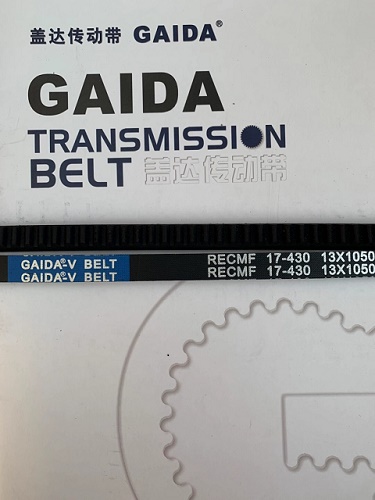 盖达传动带 GAIDA®
GAIDA
TRANSMISSION
BELT 盖达传动带
GAIDA®-V BELT RECMF 17-430 13X1050
GAIDA®-V BELT RECMF 17-430 13X1050